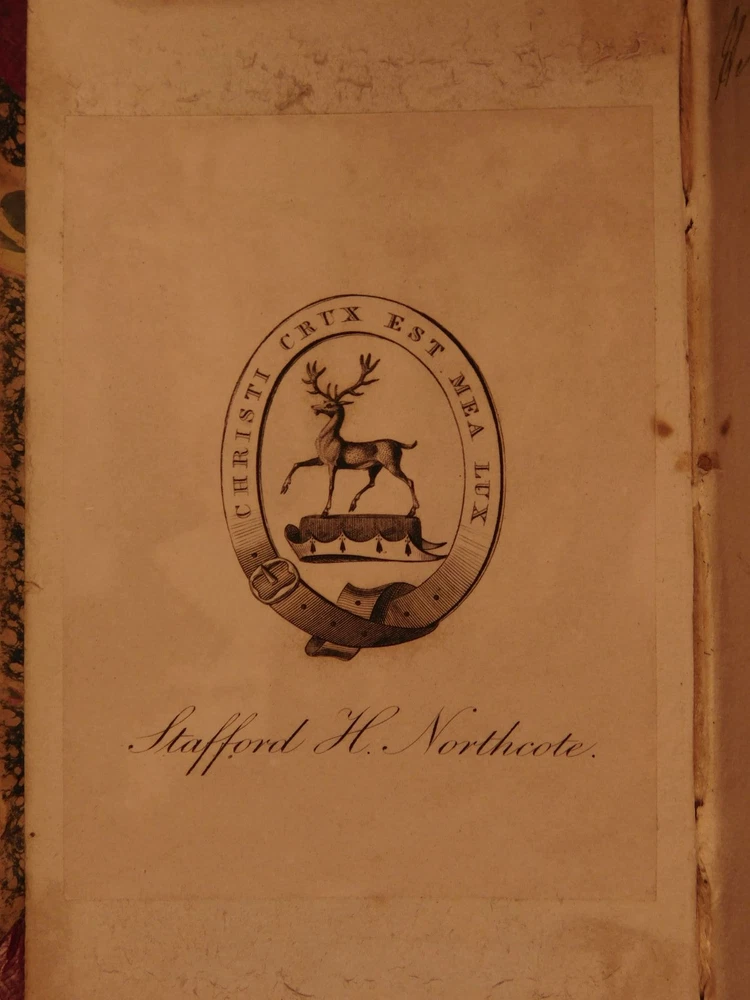 CHRISTI CRUX EST MEA LUX
Stafford H. Northcote.